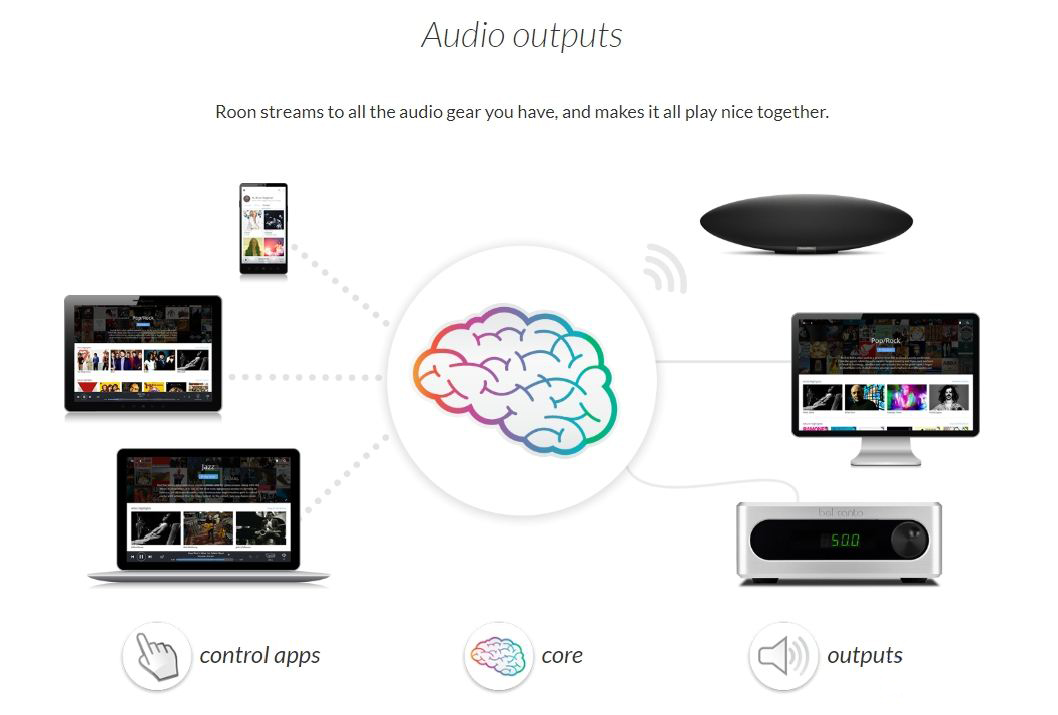 Audio outputs
Roon streams to all the audio gear you have, and makes it all play nice together.
Pop/Rock
Pop/Rock
Jazz
bel canto
50.0
control apps
core
outputs